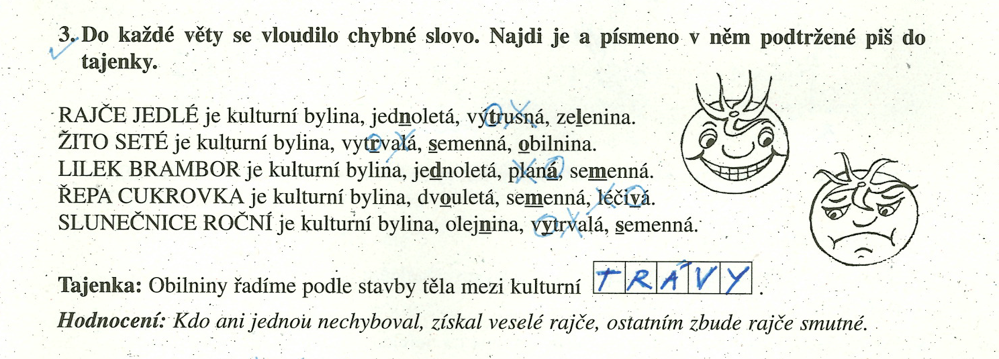 3. Do každé věty se vloudilo chybné slovo. Najdi je a písmeno v něm podtržené piš do
tajenky.
RAJČE JEDLÉ je kulturní bylina, jednoletá, výtrusná, zelenina.
ŽITO SETÉ je kulturní bylina, vytrvalá, semenná, obilnina.
LILEK BRAMBOR je kulturní bylina, jednoletá, planá, semenná.
ŘEPA CUKROVKA je kulturní bylina, dvouletá, semenná, léčivá.
SLUNEČNICE ROČNÍ je kulturní bylina, olejnina, vytrvalá, semenná.
Tajenka: Obilniny řadíme podle stavby těla mezi kulturní TRÁVY.
Hodnocení: Kdo ani jednou nechyboval, získal veselé rajče, ostatním zbude rajče smutné.